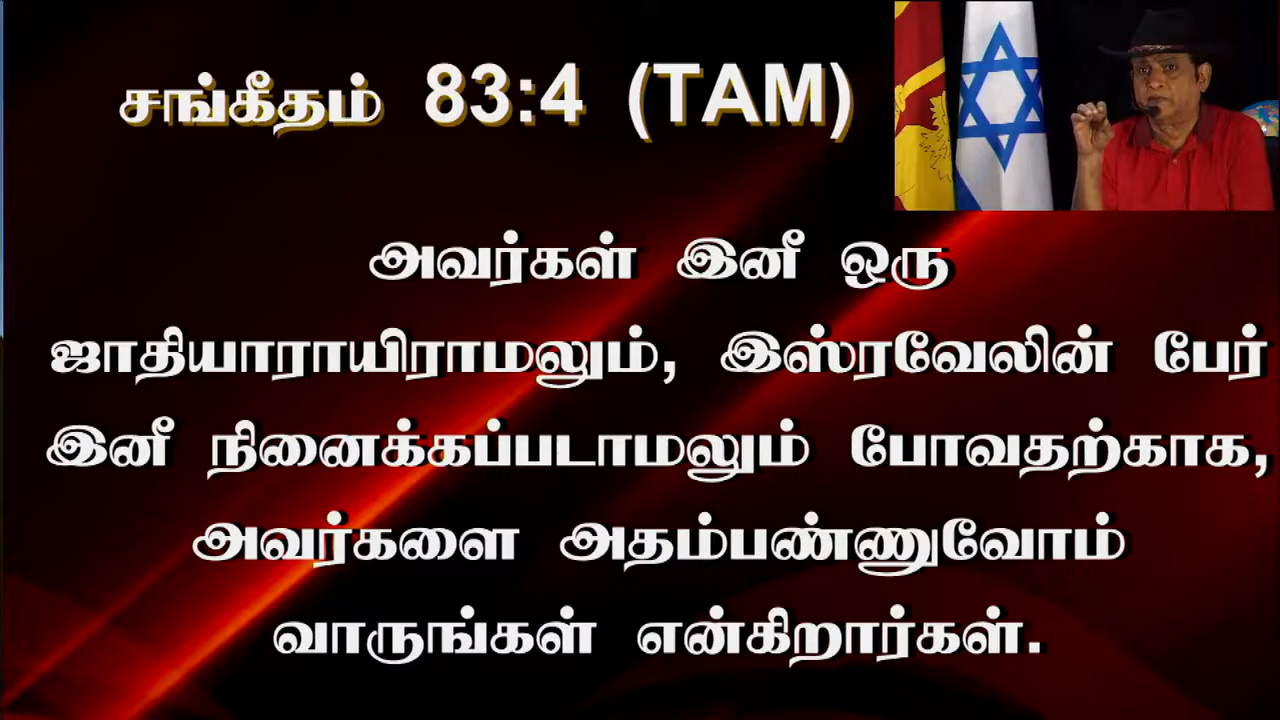 சங்கீதம் 83:4 (TAM)
அவர்கள் இனீ ஒரு
ஜாதியாராயிராமலும், இஸ்ரவேலின் பேர்
இனீ நினைக்கப்படாமலும் போவதற்காக,
அவர்களை அதம்பண்ணுவோம்
வாருங்கள் என்கிறார்கள்.